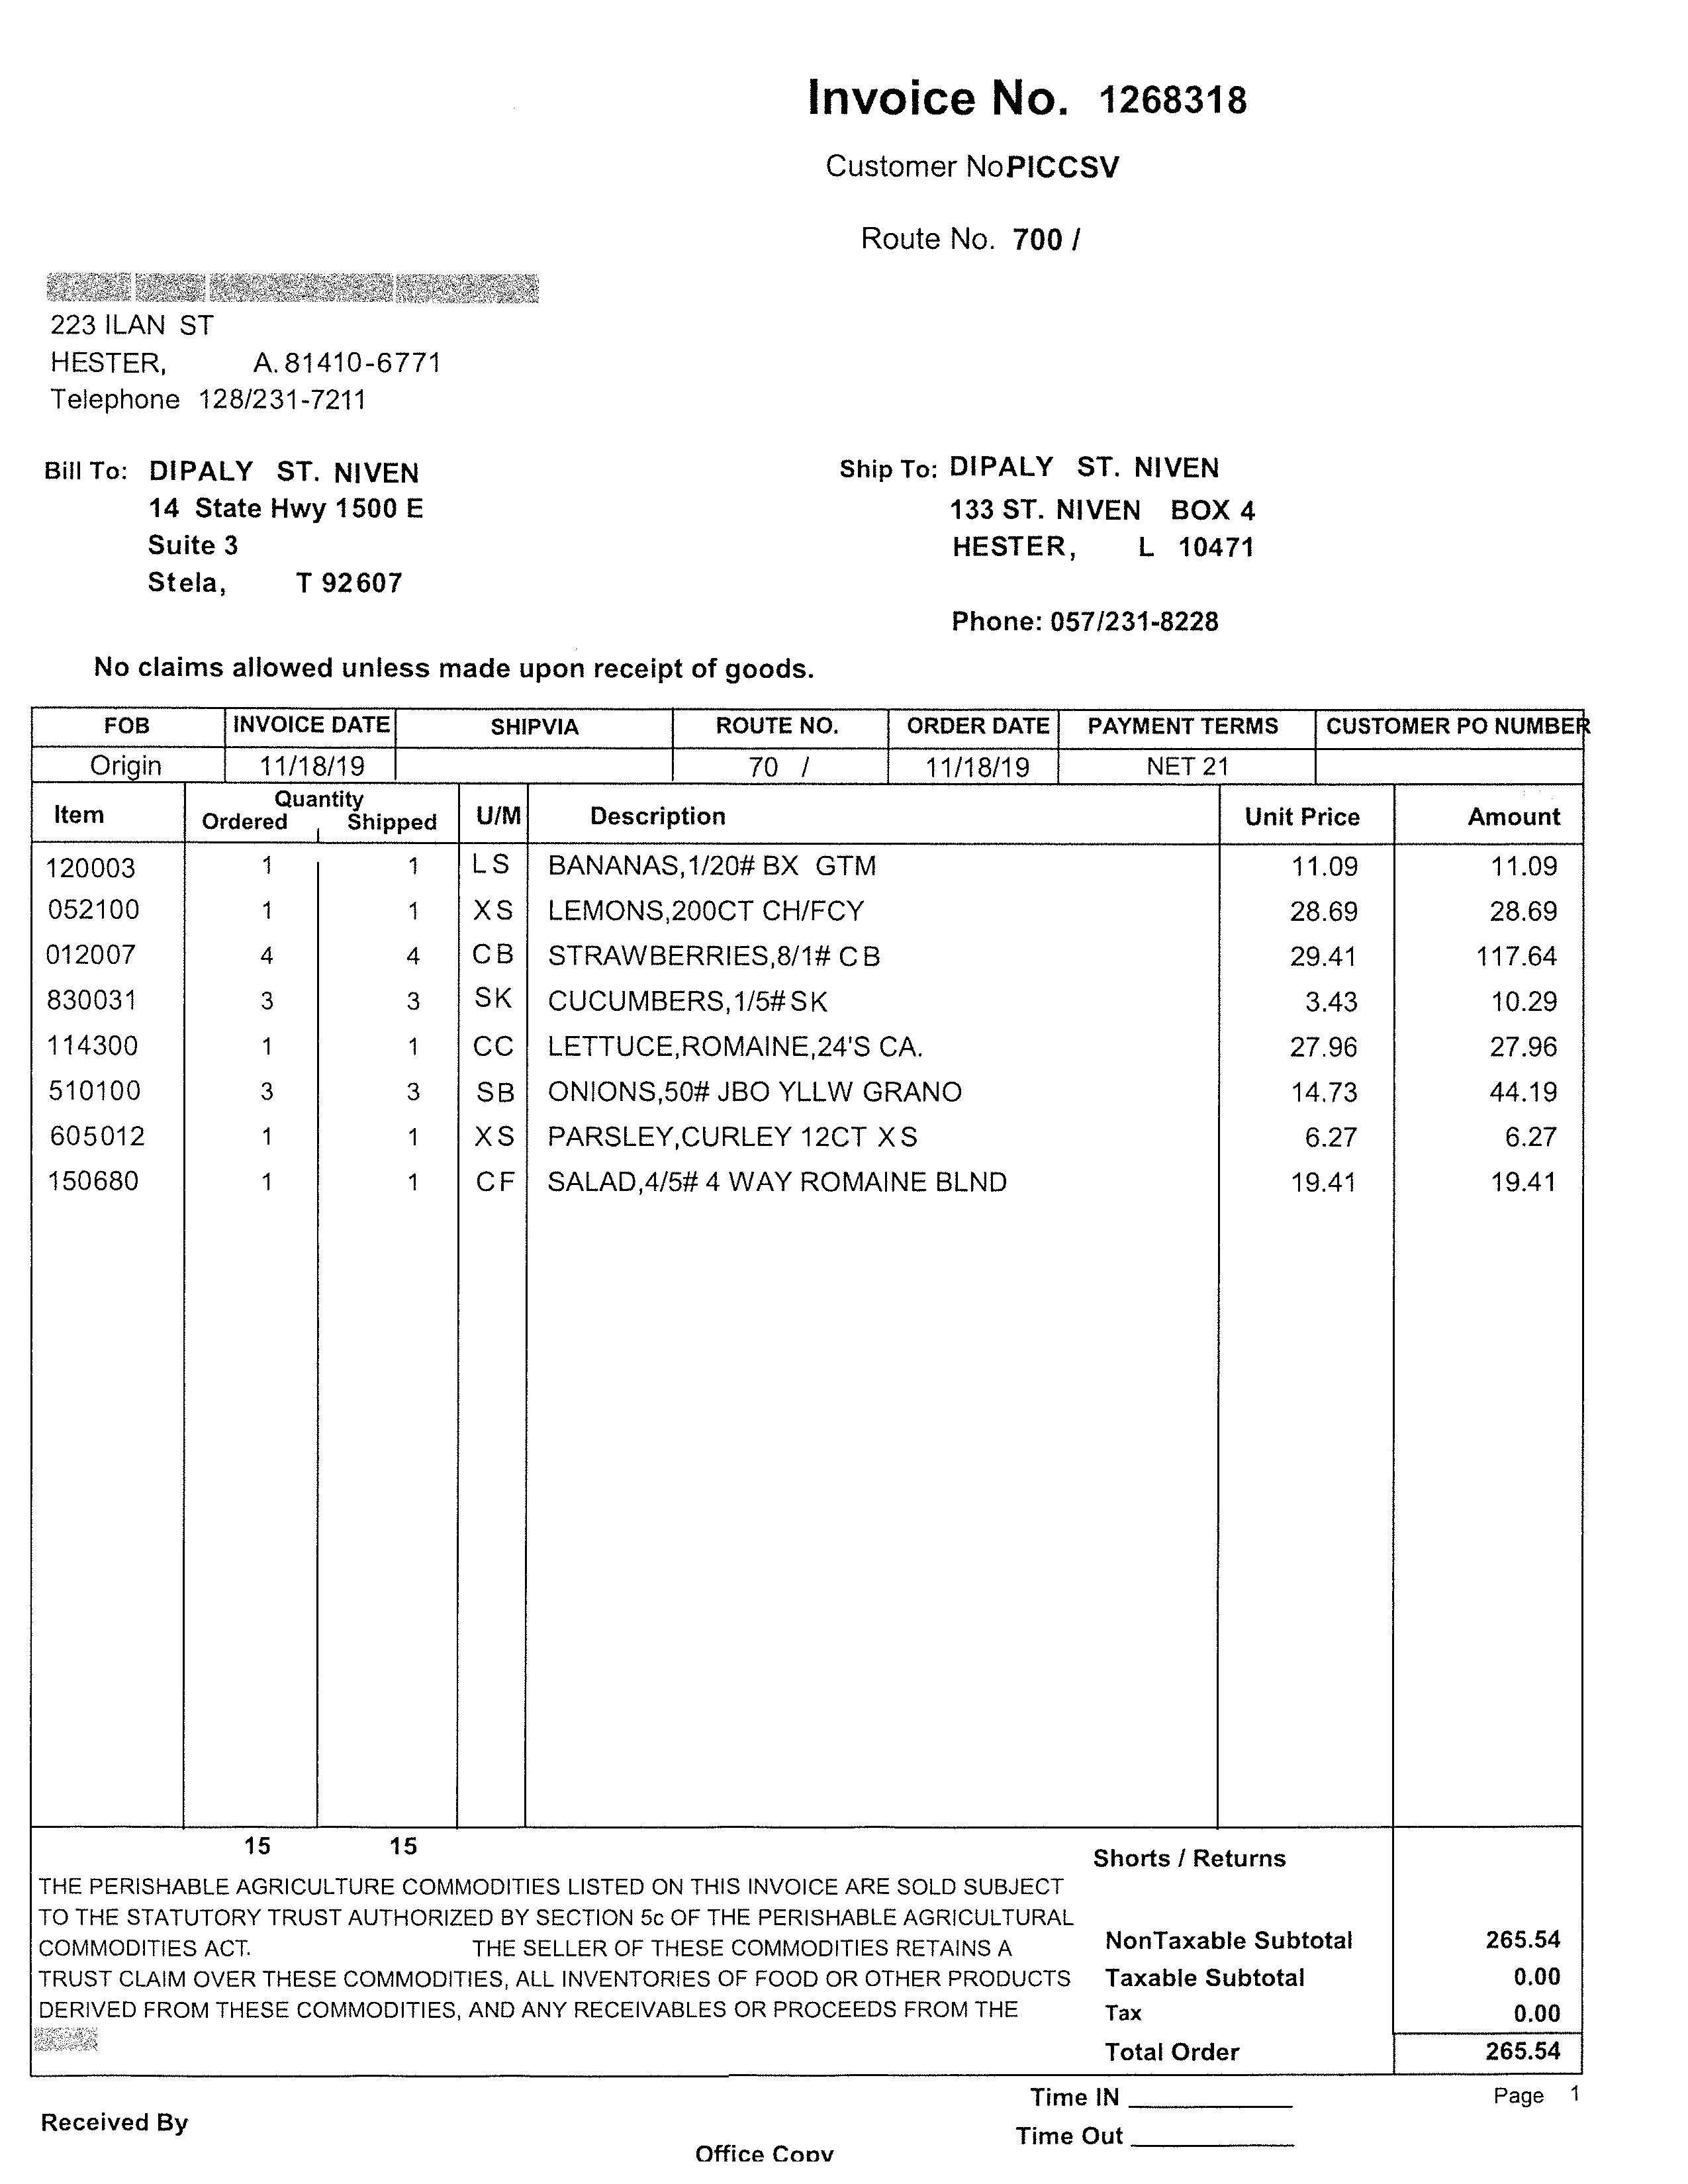 Invoice No. 1268318
Customer No. PICCSV
Route No. 700 /
223 ILAN ST
HESTER, A. 81410-6771
Telephone 128/231-7211
Bill To: DIPALY ST. NIVEN
14 State Hwy 1500 E
Suite 3
Stela, T 92607
Ship To: DIPALY ST. NIVEN
133 ST. NIVEN BOX 4
HESTER, L 10471
Phone: 057/231-8228
No claims allowed unless made upon receipt of goods.
FOB INVOICE DATE SHIPVIA ROUTE NO. ORDER DATE PAYMENT TERMS CUSTOMER PO NUMBER
Origin 11/18/19 70 / 11/18/19 NET 21
Item Quantity Ordered Shipped U/M Description Unit Price Amount
120003 1 1 LS BANANAS,1/20# BX GTM 11.09 11.09
052100 1 1 XS LEMONS,200CT CH/FCY 28.69 28.69
012007 4 4 CB STRAWBERRIES,8/1# CB 29.41 117.64
830031 3 3 SK CUCUMBERS,1/5# SK 3.43 10.29
114300 1 1 CC LETTUCE,ROMAINE,24'S CA. 27.96 27.96
510100 3 3 SB ONIONS,50# JBO YLLW GRANO 14.73 44.19
605012 1 1 XS PARSLEY,CURLEY 12CT XS 6.27 6.27
150680 1 1 CF SALAD,4/5# 4 WAY ROMAINE BLND 19.41 19.41
15 15
THE PERISHABLE AGRICULTURE COMMODITIES LISTED ON THIS INVOICE ARE SOLD SUBJECT
TO THE STATUTORY TRUST AUTHORIZED BY SECTION 5c OF THE PERISHABLE AGRICULTURAL
COMMODITIES ACT. THE SELLER OF THESE COMMODITIES RETAINS A
TRUST CLAIM OVER THESE COMMODITIES, ALL INVENTORIES OF FOOD OR OTHER PRODUCTS
DERIVED FROM THESE COMMODITIES, AND ANY RECEIVABLES OR PROCEEDS FROM THE
Shorts / Returns
NonTaxable Subtotal 265.54
Taxable Subtotal 0.00
Tax 0.00
Total Order 265.54
Time IN
Page 1
Received By
Time Out
Office Copy